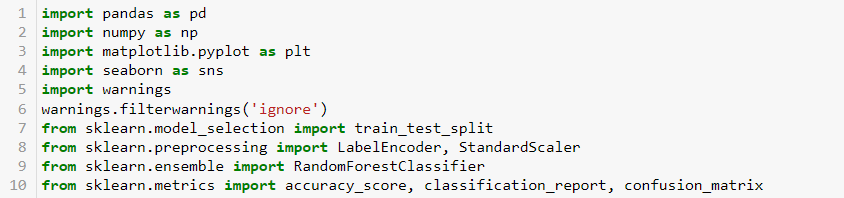 1 import pandas as pd
2 import numpy as np
3 import matplotlib.pyplot as plt
4 import seaborn as sns
5 import warnings
6 warnings.filterwarnings('ignore')
7 from sklearn.model_selection import train_test_split
8 from sklearn.preprocessing import LabelEncoder, StandardScaler
9 from sklearn.ensemble import RandomForestClassifier
10 from sklearn.metrics import accuracy_score, classification_report, confusion_matrix